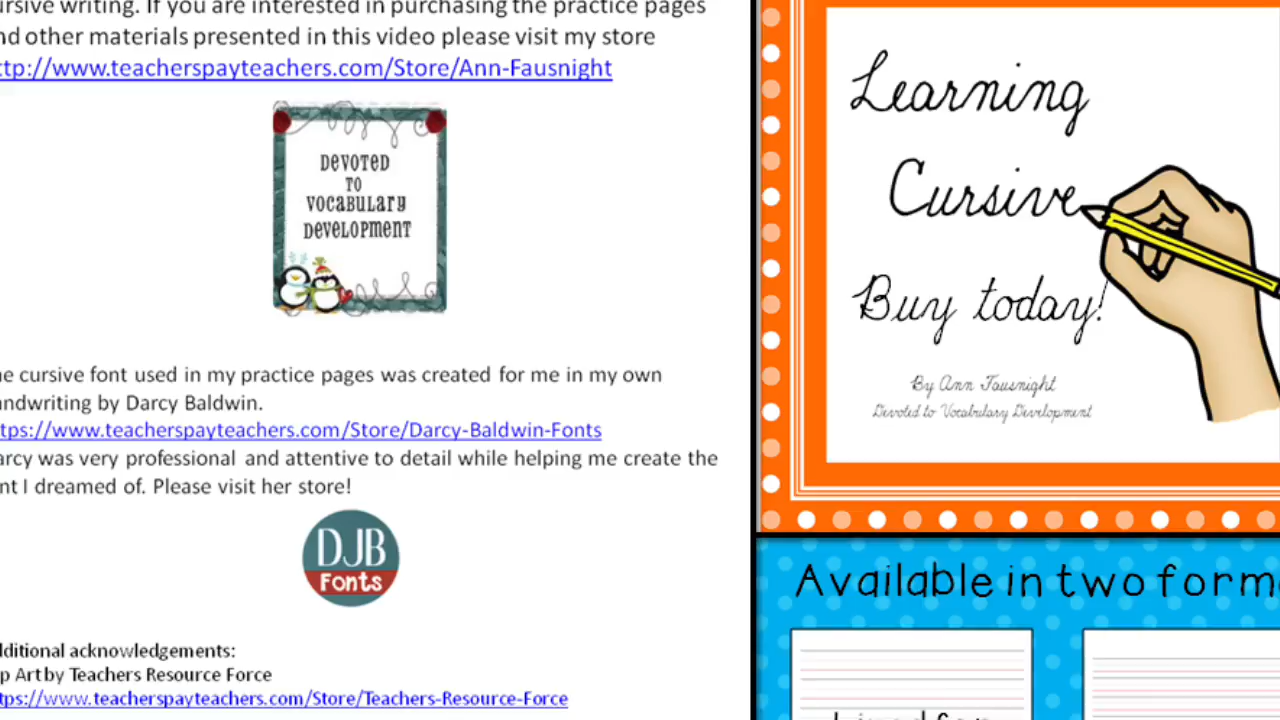 ursive writing. If you are interested in purchasing the practice pages
nd other materials presented in this video please visit my store
ttp://www.teacherspayteachers.com/Store/Ann-Fausnight
DEVOTED
TO
VOCABULARY
DEVELOPMENT
e cursive font used in my practice pages was created for me in my own
ndwriting by Darcy Baldwin.
tps://www.teacherspayteachers.com/Store/Darcy-Baldwin-Fonts
arcy was very professional and attentive to detail while helping me create the
nt I dreamed of. Please visit her store!
DJB
Fonts
dditional acknowledgements:
p Art by Teachers Resource Force
tps://www.teacherspayteachers.com/Store/Teachers-Resource-Force
Learning
Cursive
Buy today!
By Ann Fausnight
Devoted to Vocabulary Development
Available in two form